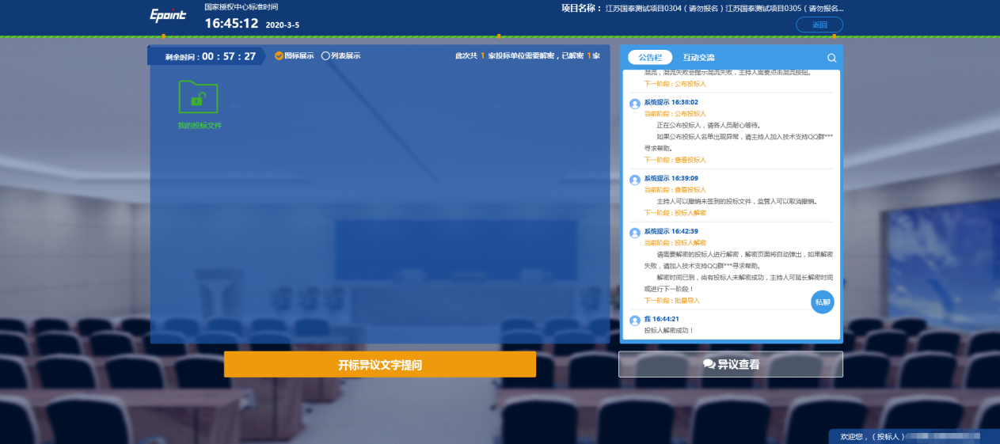 Epoint
国家授权中心标准时间
16:45:12 2020-3-5
项目名称： 江苏国泰测试项目0304（请勿报名）江苏国泰测试项目0305（请勿报名...
返回
剩余时间：00：57：27
图标展示 列表展示
此次共 1 家投标单位需要解密，已解密 1 家
我的投标文件
公告栏 互动交流
混流，混流失败会提示混流失败，主持人需要点击混流按钮。
下一阶段：公布投标人
系统提示 16:38:02
当前阶段：公布投标人
正在公布投标人，请各人员耐心等待。
如果公布投标人名单出现异常，请主持人加入技术支持QQ群***
寻求帮助。
下一阶段：查看投标人
系统提示 16:39:09
当前阶段：查看投标人
主持人可以撤销未签到的投标文件，监管人可以取消撤销。
下一阶段：投标人解密
系统提示 16:42:39
当前阶段：投标人解密
请需要解密的投标人进行解密，解密页面将自动弹出，如果解密
失败，请加入技术支持QQ群***寻求帮助。
解密时间已到，尚有投标人未解密成功，主持人可延长解密时间
或进行下一阶段！
下一阶段：批量导入
私聊
我 16:44:21
投标人解密成功！
开标异议文字提问
异议查看
欢迎您，（投标人）